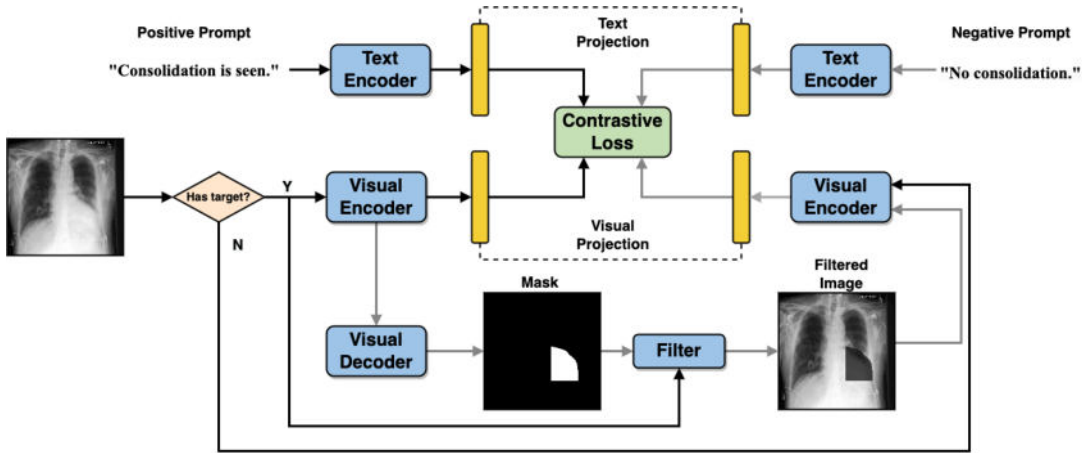 Positive Prompt
"Consolidation is seen."
Text
Encoder
Text
Projection
Text
Encoder
Negative Prompt
"No consolidation."
Contrastive
Loss
Has target?
Y
N
Visual
Encoder
Visual
Encoder
Visual
Projection
Visual
Decoder
Mask
Filter
Filtered
Image